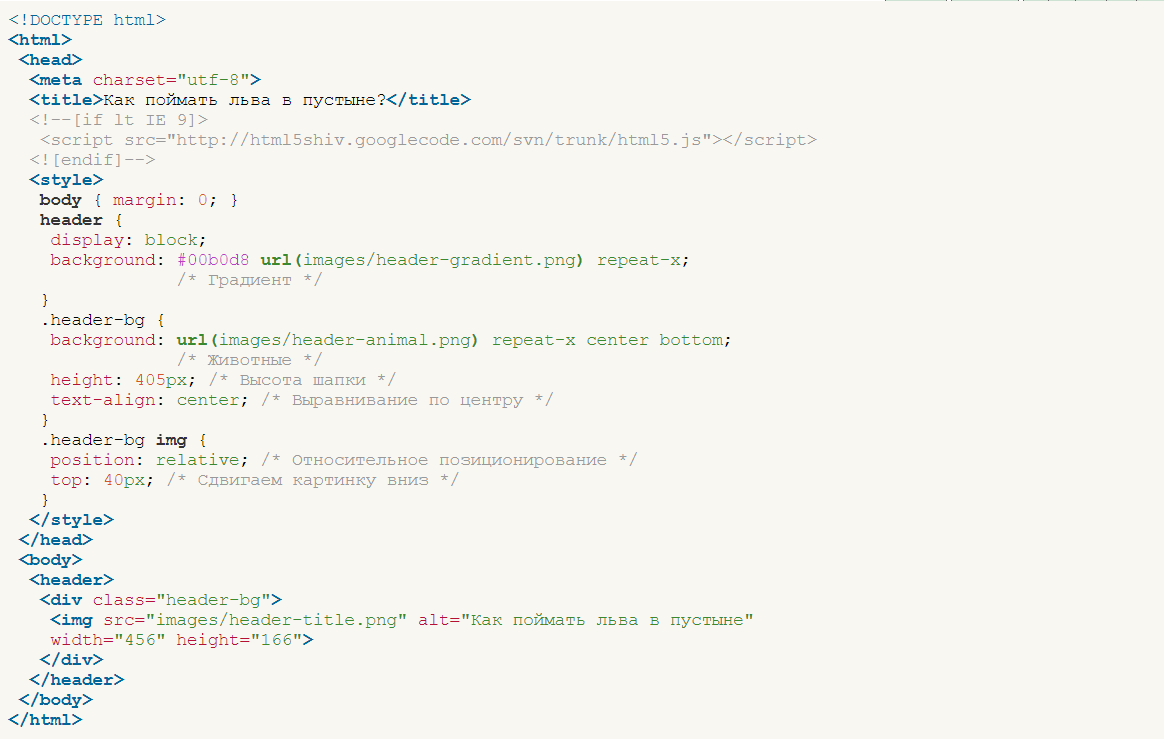 <!DOCTYPE html>
<html>
<head>
<meta charset="utf-8">
<title>Как поймать льва в пустыне?</title>
<!--[if lt IE 9]>
<script src="http://html5shiv.googlecode.com/svn/trunk/html5.js"></script>
<![endif]-->
<style>
body { margin: 0; }
header {
display: block;
background: #00b0d8 url(images/header-gradient.png) repeat-x;
/* Градиент */
}
.header-bg {
background: url(images/header-animal.png) repeat-x center bottom;
/* Животные */
height: 405px; /* Высота шапки */
text-align: center; /* Выравнивание по центру */
}
.header-bg img {
position: relative; /* Относительное позиционирование */
top: 40px; /* Сдвигаем картинку вниз */
}
</style>
</head>
<body>
<header>
<div class="header-bg">
<img src="images/header-title.png" alt="Как поймать льва в пустыне"
width="456" height="166">
</div>
</header>
</body>
</html>